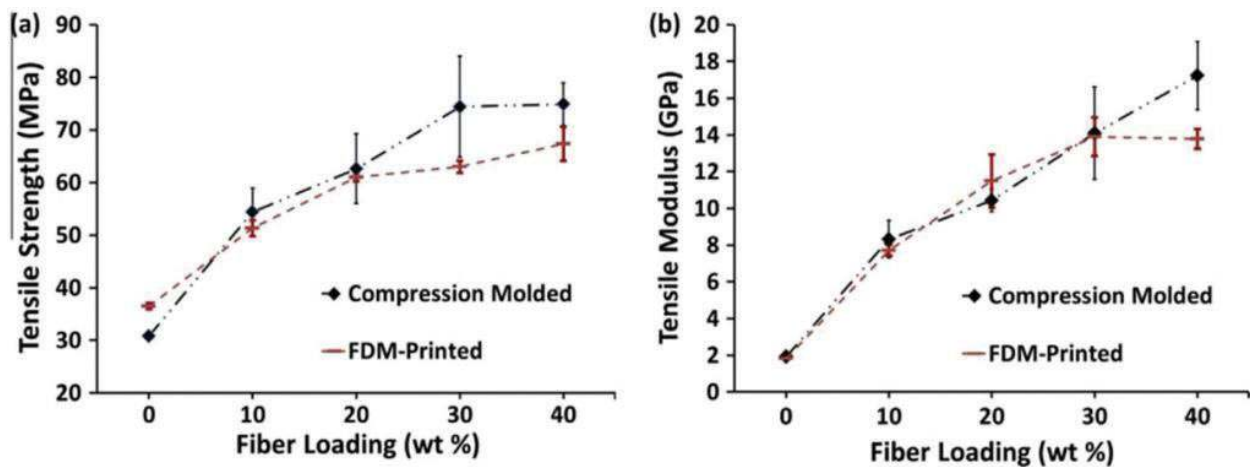 (a)
Tensile Strength (MPa)
90
80
70
60
50
40
30
20
0 10 20 30 40
Fiber Loading (wt %)
Compression Molded
FDM-Printed
(b)
Tensile Modulus (GPa)
20
18
16
14
12
10
8
6
4
2
0
0 10 20 30 40
Fiber Loading (wt %)
Compression Molded
FDM-Printed